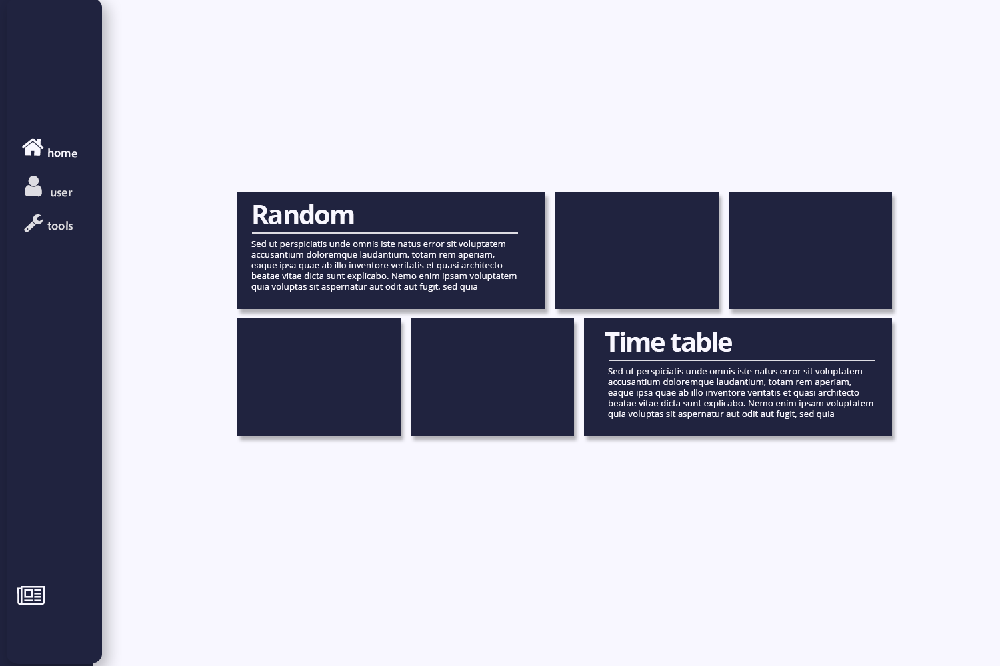 home
user
tools
Random
Sed ut perspiciatis unde omnis iste natus error sit voluptatem
accusantium doloremque laudantium, totam rem aperiam,
eaque ipsa quae ab illo inventore veritatis et quasi architecto
beatae vitae dicta sunt explicabo. Nemo enim ipsam voluptatem
quia voluptas sit aspernatur aut odit aut fugit, sed quia
Time table
Sed ut perspiciatis unde omnis iste natus error sit voluptatem
accusantium doloremque laudantium, totam rem aperiam,
eaque ipsa quae ab illo inventore veritatis et quasi architecto
beatae vitae dicta sunt explicabo. Nemo enim ipsam voluptatem
quia voluptas sit aspernatur aut odit aut fugit, sed quia